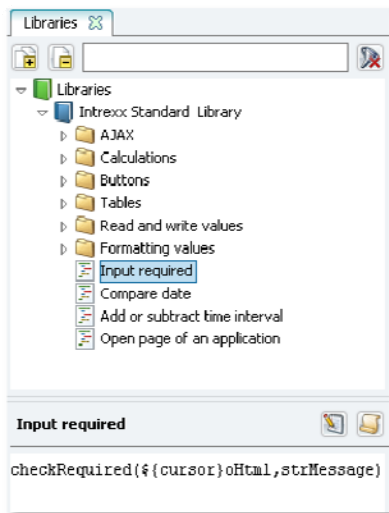 Libraries
Libraries
Intrexx Standard Library
AJAX
Calculations
Buttons
Tables
Read and write values
Formatting values
Input required
Compare date
Add or subtract time interval
Open page of an application
Input required
checkRequired(${cursor}oHtml,strMessage)